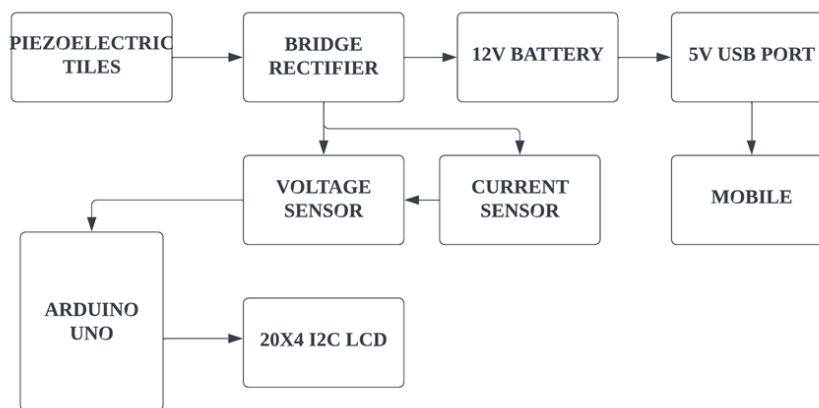 PIEZOELECTRIC
TILES
BRIDGE
RECTIFIER
12V BATTERY
5V USB PORT
VOLTAGE
SENSOR
CURRENT
SENSOR
MOBILE
ARDUINO
UNO
20X4 I2C LCD